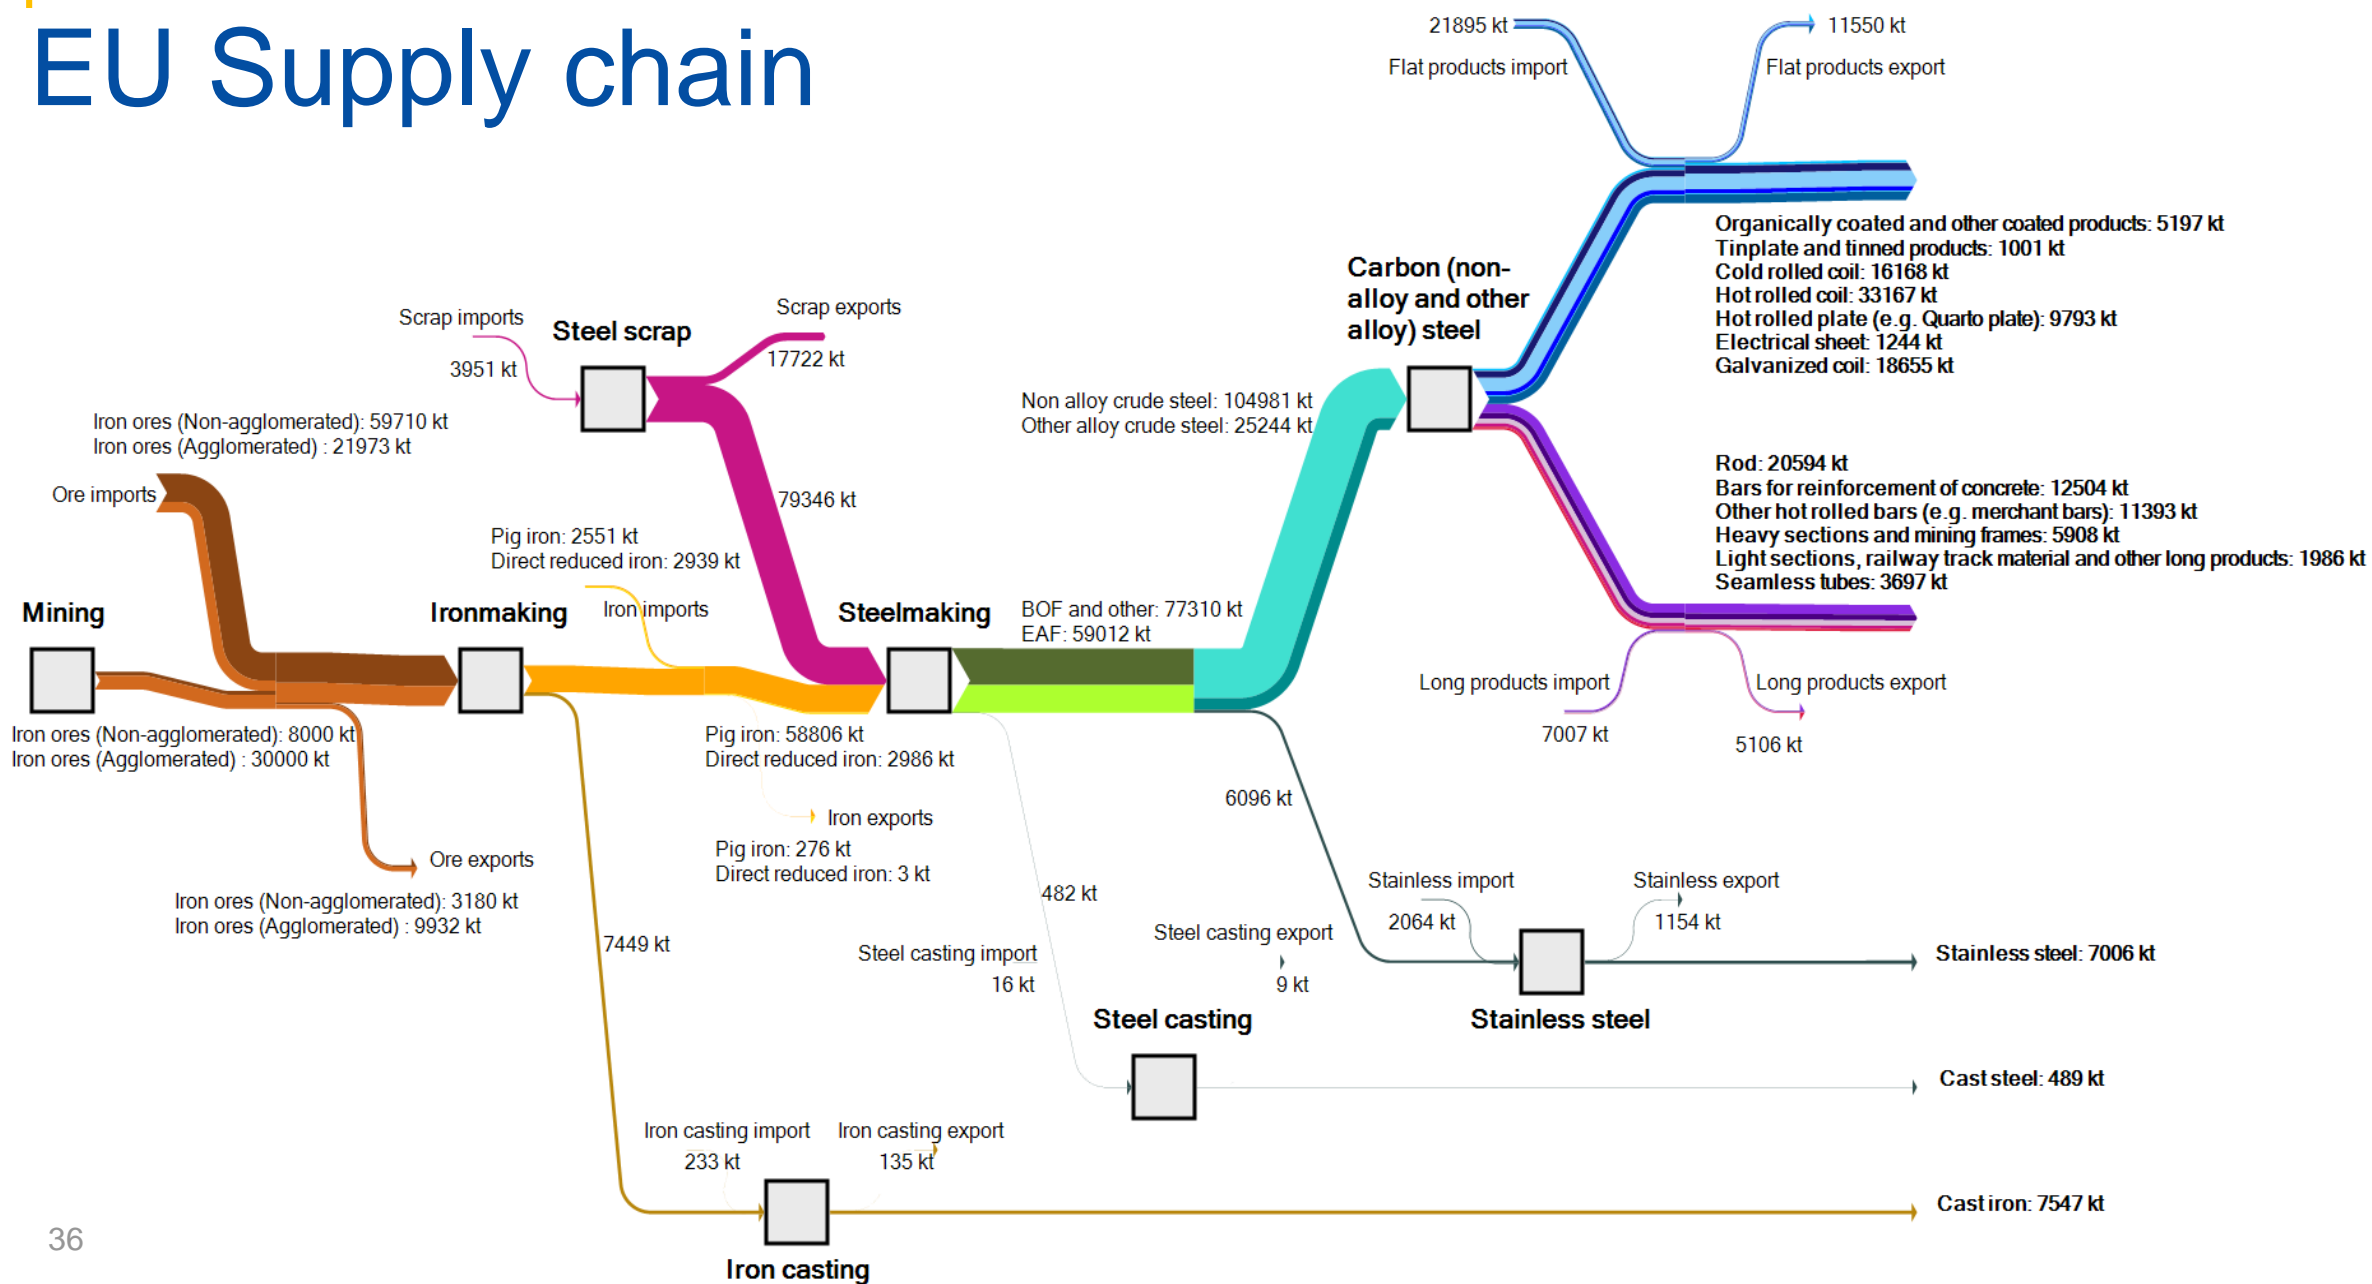 EU Supply chain
21895 kt
Flat products import
11550 kt
Flat products export
Organically coated and other coated products: 5197 kt
Tinplate and tinned products: 1001 kt
Cold rolled coil: 16168 kt
Hot rolled coil: 33167 kt
Hot rolled plate (e.g. Quarto plate): 9793 kt
Electrical sheet: 1244 kt
Galvanized coil: 18655 kt
Carbon (non-
alloy and other
alloy) steel
Scrap imports
3951 kt
Steel scrap
Scrap exports
17722 kt
Non alloy crude steel: 104981 kt
Other alloy crude steel: 25244 kt
Iron ores (Non-agglomerated): 59710 kt
Iron ores (Agglomerated) : 21973 kt
Ore imports
79346 kt
Rod: 20594 kt
Bars for reinforcement of concrete: 12504 kt
Other hot rolled bars (e.g. merchant bars): 11393 kt
Heavy sections and mining frames: 5908 kt
Light sections, railway track material and other long products: 1986 kt
Seamless tubes: 3697 kt
Pig iron: 2551 kt
Direct reduced iron: 2939 kt
Iron imports
Mining
Ironmaking
Steelmaking
BOF and other: 77310 kt
EAF: 59012 kt
Long products import
7007 kt
Long products export
5106 kt
Iron ores (Non-agglomerated): 8000 kt
Iron ores (Agglomerated) : 30000 kt
Pig iron: 58806 kt
Direct reduced iron: 2986 kt
Iron exports
Pig iron: 276 kt
Direct reduced iron: 3 kt
6096 kt
Ore exports
Iron ores (Non-agglomerated): 3180 kt
Iron ores (Agglomerated) : 9932 kt
482 kt
7449 kt
Stainless import
2064 kt
Stainless export
1154 kt
Steel casting import
16 kt
Steel casting export
9 kt
Stainless steel: 7006 kt
Steel casting
Stainless steel
Cast steel: 489 kt
Iron casting import
233 kt
Iron casting export
135 kt
Cast iron: 7547 kt
Iron casting
36